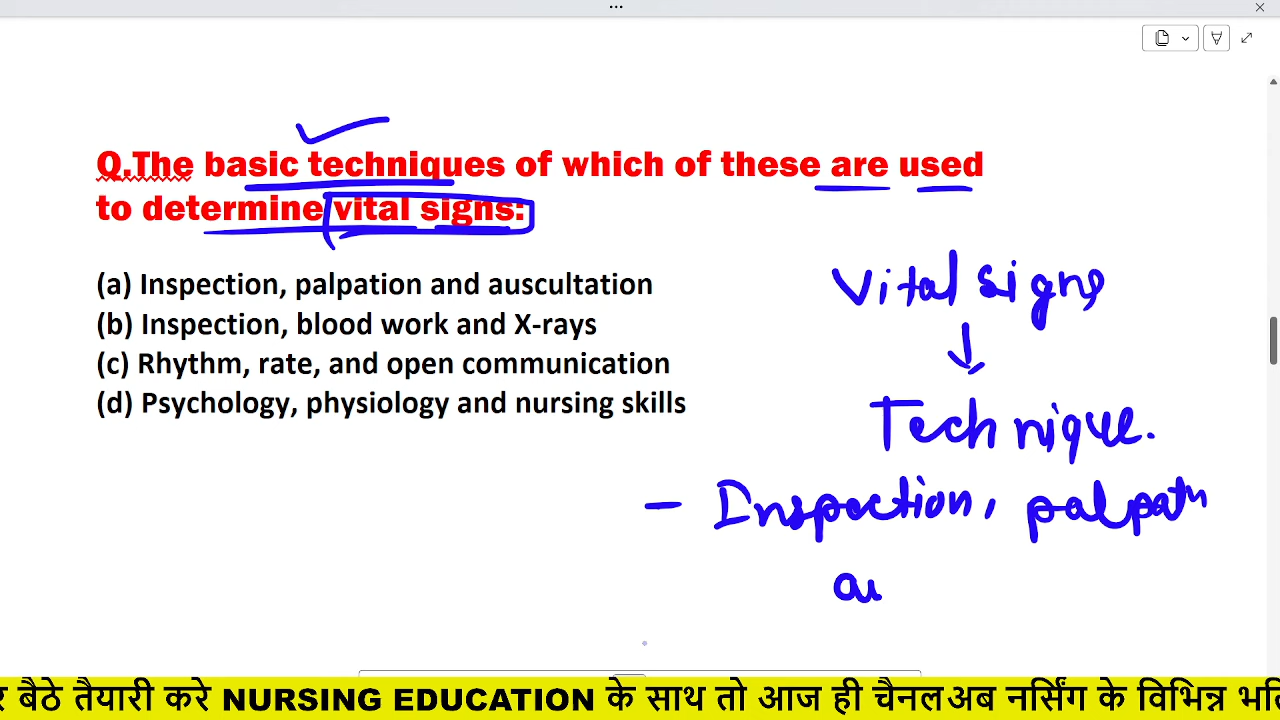 Q.The basic techniques of which of these are used
to determine vital signs:
(a) Inspection, palpation and auscultation
(b) Inspection, blood work and X-rays
(c) Rhythm, rate, and open communication
(d) Psychology, physiology and nursing skills
Vital signs
Technique.
- Inspection, palpatn
au
र बैठे तैयारी करे NURSING EDUCATION के साथ तो आज ही चैनलअब नर्सिंग के विभिन्न भर्ति